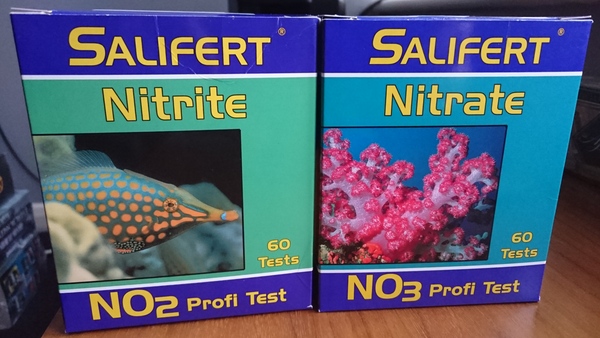 SALIFERT®
Nitrite
60
Tests
NO2 Profi Test
SALIFERT®
Nitrate
60
Tests
NO3 Profi Test